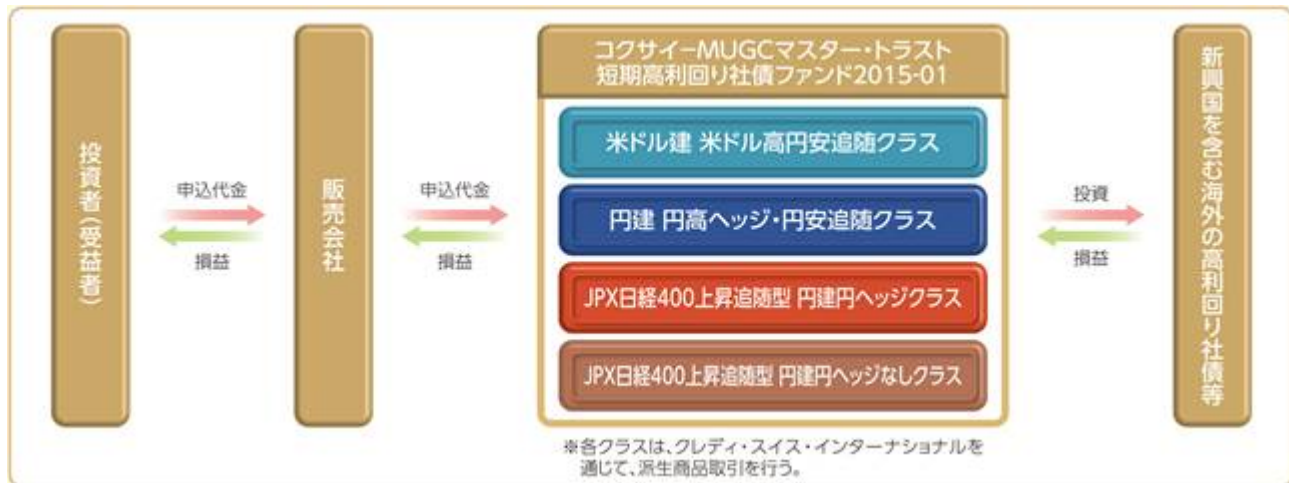 投資者(受益者)
申込代金
損益
販売会社
申込代金
損益
コクサイ-MUGCマスター・トラスト
短期高利回り社債ファンド2015-01
米ドル建 米ドル高円安追随クラス
円建 円高ヘッジ・円安追随クラス
JPX日経400上昇追随型 円建円ヘッジクラス
JPX日経400上昇追随型 円建円ヘッジなしクラス
※各クラスは、クレディ・スイス・インターナショナルを
通じて、派生商品取引を行う。
投資
損益
新興国を含む海外の高利回り社債等